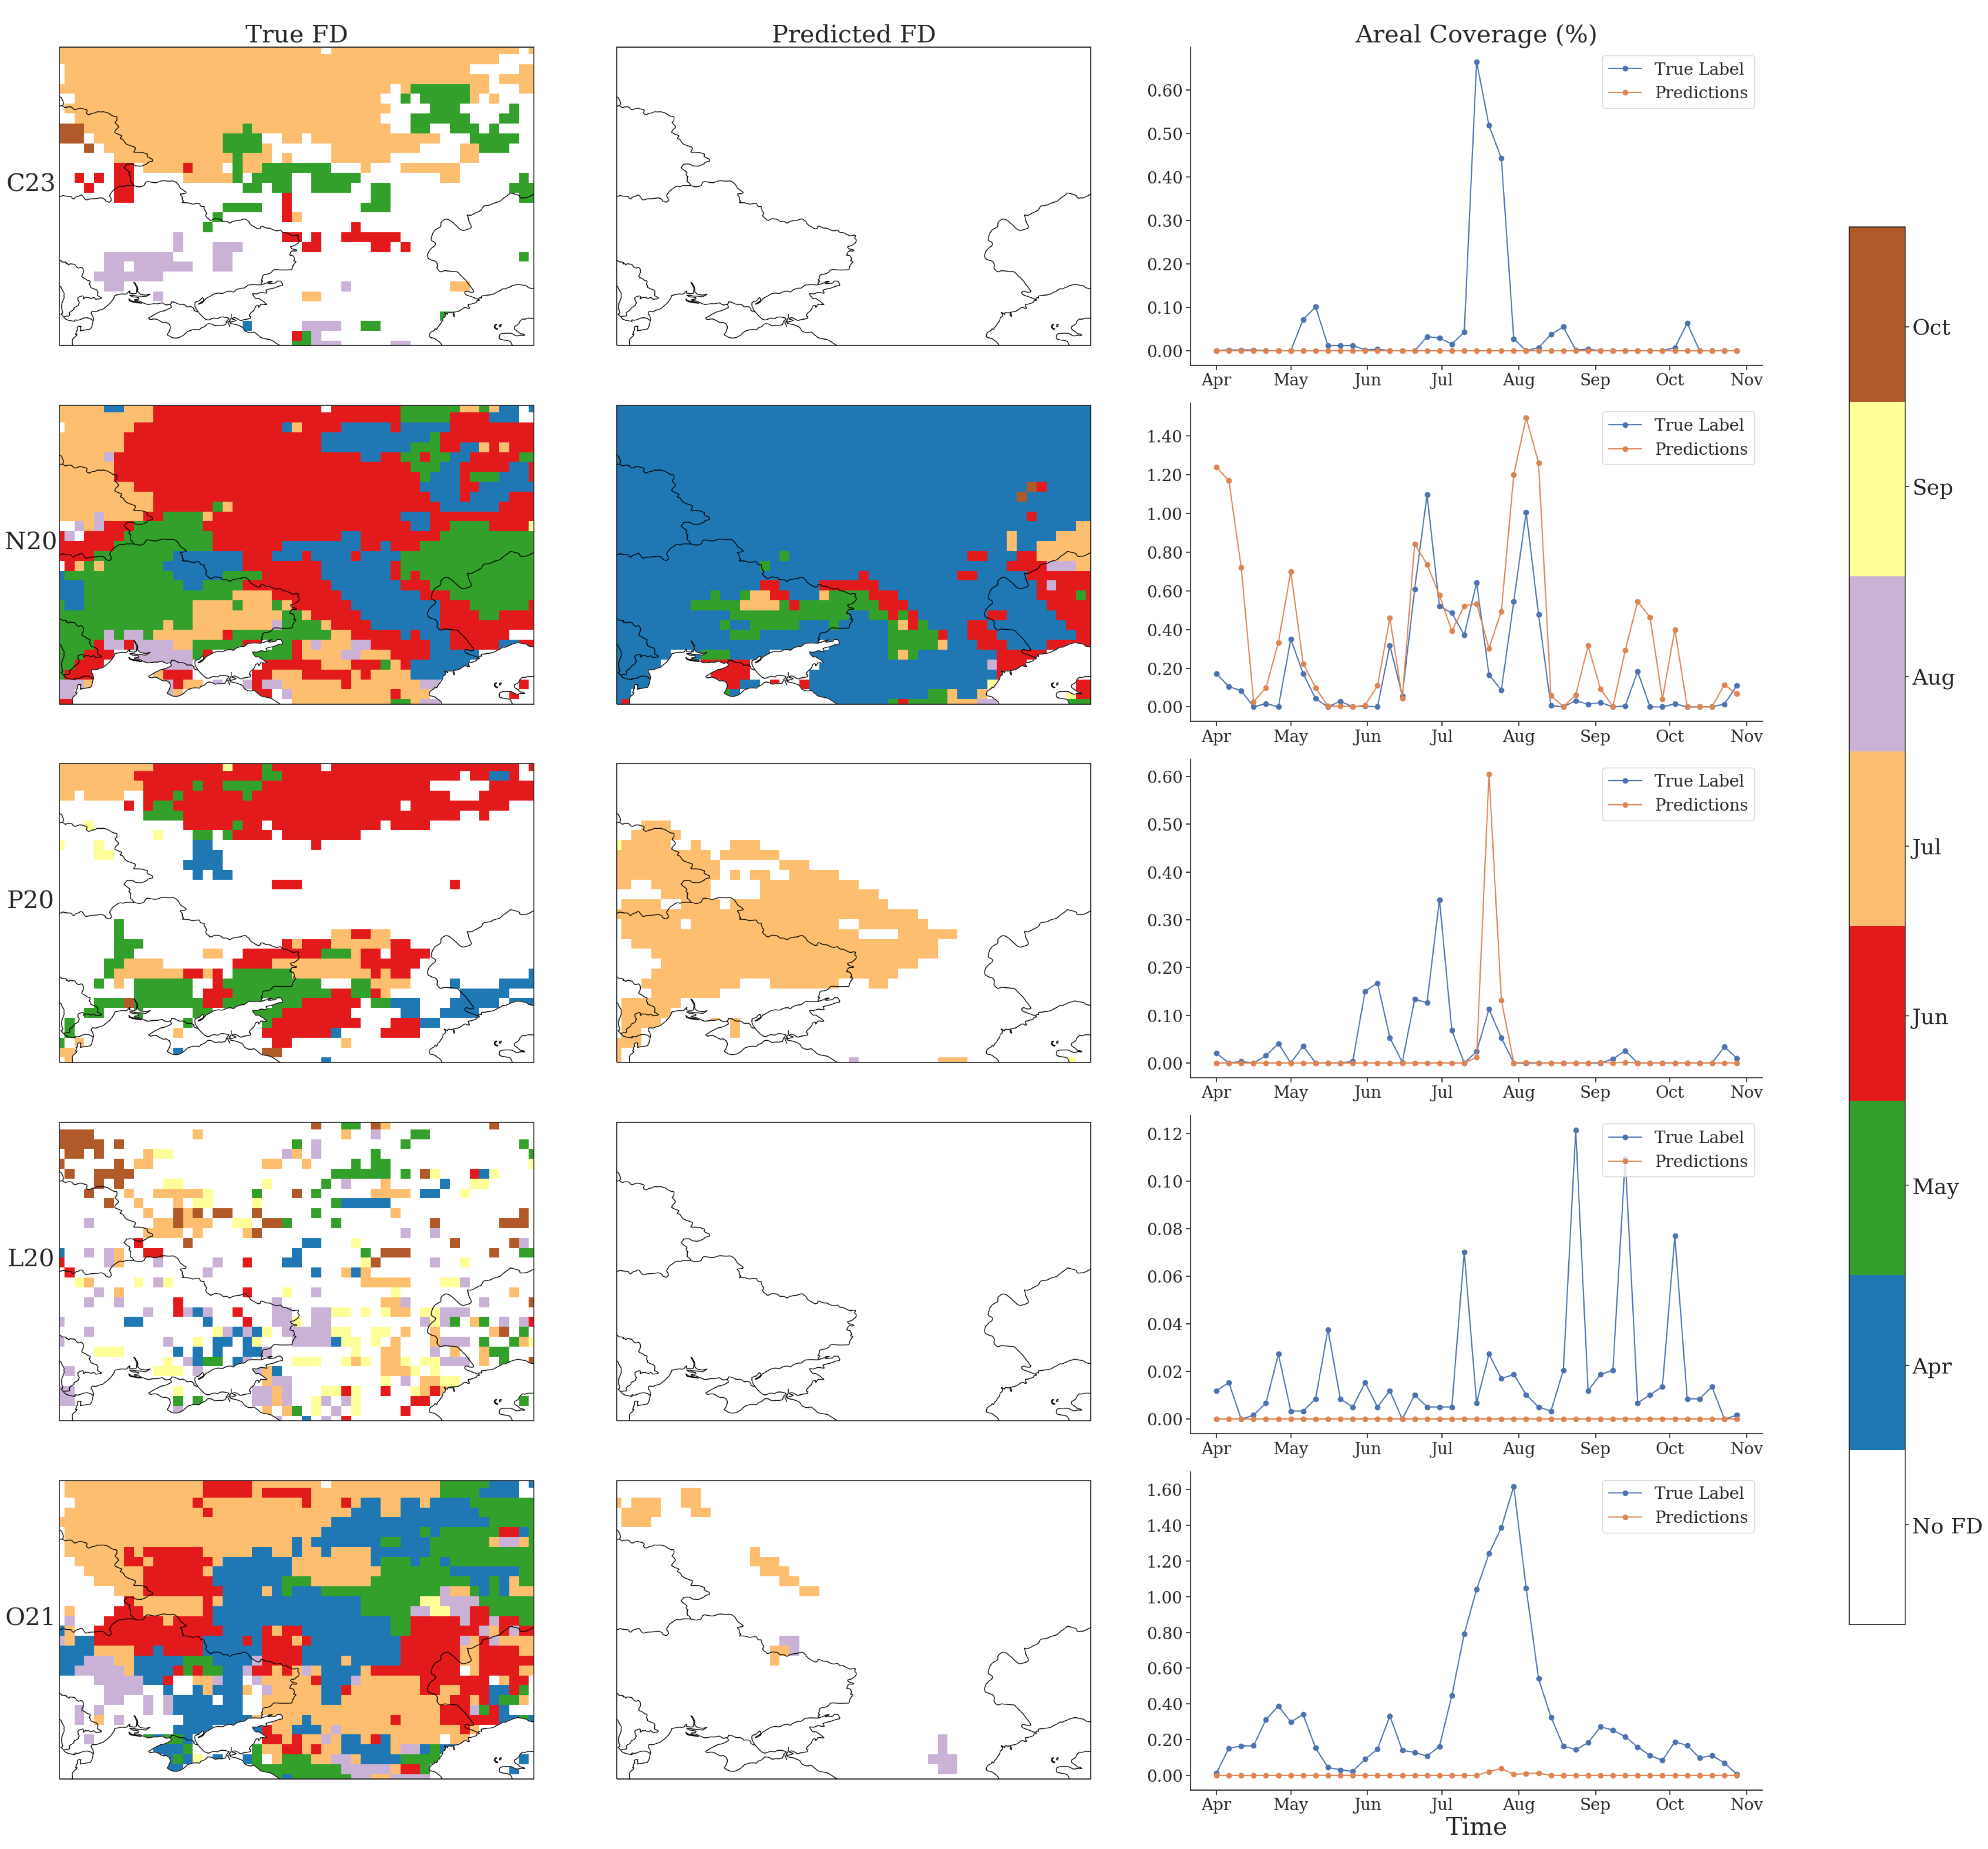 True FD
Predicted FD
Areal Coverage (%)
C23
0.60
0.50
0.40
0.30
0.20
0.10
0.00
True Label
Predictions
Apr May Jun Jul Aug Sep Oct Nov
N20
1.40
1.20
1.00
0.80
0.60
0.40
0.20
0.00
True Label
Predictions
Apr May Jun Jul Aug Sep Oct Nov
P20
0.60
0.50
0.40
0.30
0.20
0.10
0.00
True Label
Predictions
Apr May Jun Jul Aug Sep Oct Nov
L20
0.12
0.10
0.08
0.06
0.04
0.02
0.00
True Label
Predictions
Apr May Jun Jul Aug Sep Oct Nov
O21
1.60
1.40
1.20
1.00
0.80
0.60
0.40
0.20
0.00
True Label
Predictions
Apr May Jun Jul Aug Sep Oct Nov
Time
Oct
Sep
Aug
Jul
Jun
May
Apr
No FD